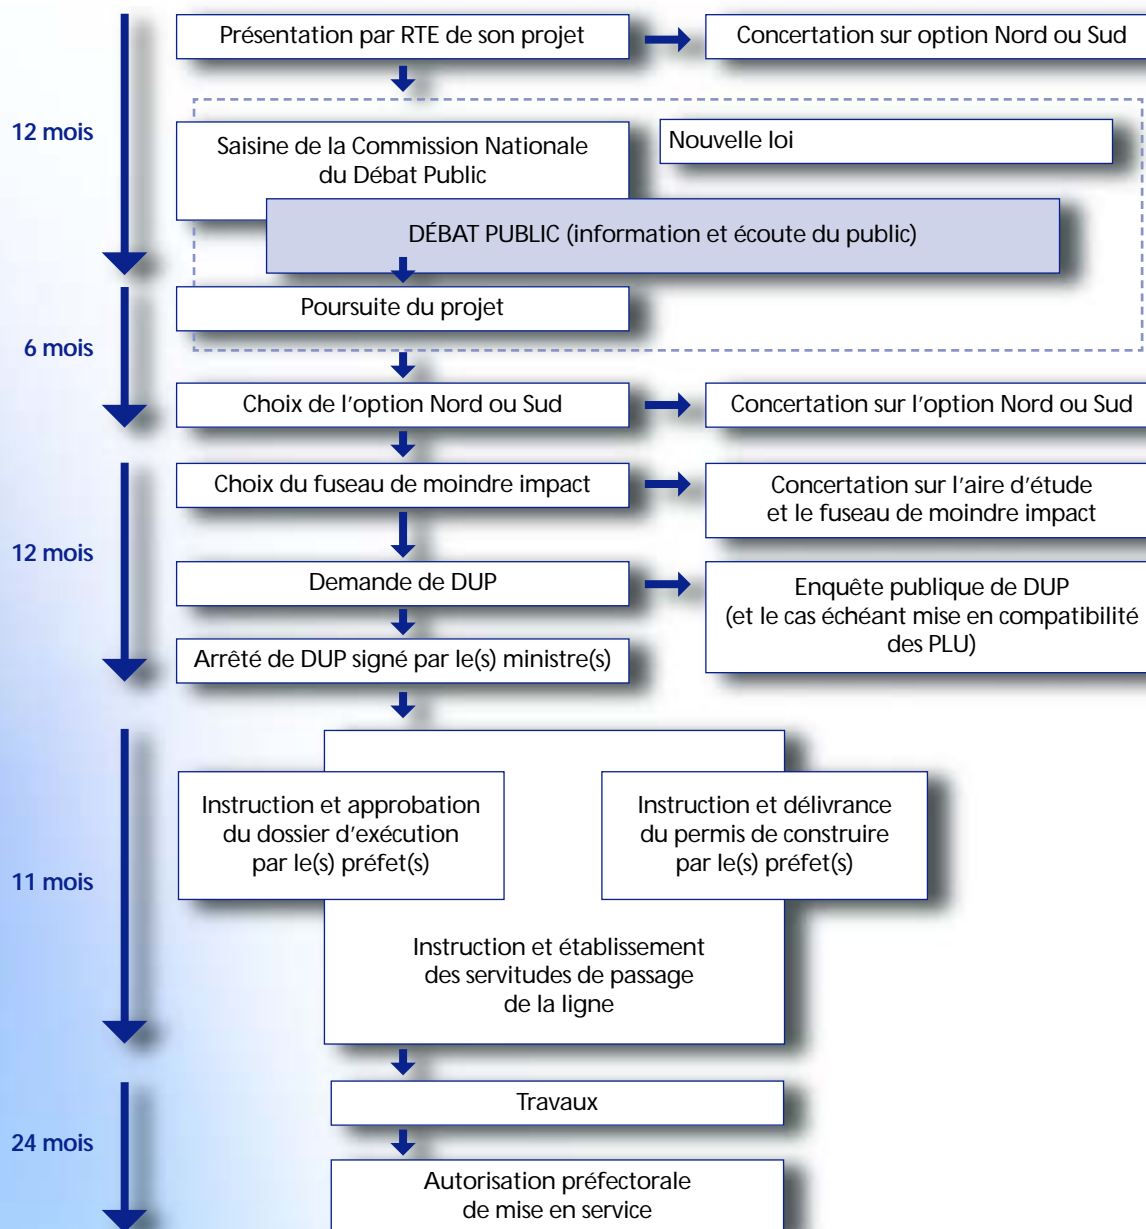 Présentation par RTE de son projet
Concertation sur option Nord ou Sud
12 mois
Saisine de la Commission Nationale
du Débat Public
Nouvelle loi
DÉBAT PUBLIC (information et écoute du public)
Poursuite du projet
6 mois
Choix de l'option Nord ou Sud
Concertation sur l'option Nord ou Sud
Choix du fuseau de moindre impact
Concertation sur l'aire d'étude
et le fuseau de moindre impact
12 mois
Demande de DUP
Enquête publique de DUP
(et le cas échéant mise en compatibilité
des PLU)
Arrêté de DUP signé par le(s) ministre(s)
Instruction et approbation
du dossier d'exécution
par le(s) préfet(s)
Instruction et délivrance
du permis de construire
par le(s) préfet(s)
11 mois
Instruction et établissement
des servitudes de passage
de la ligne
Travaux
24 mois
Autorisation préfectorale
de mise en service